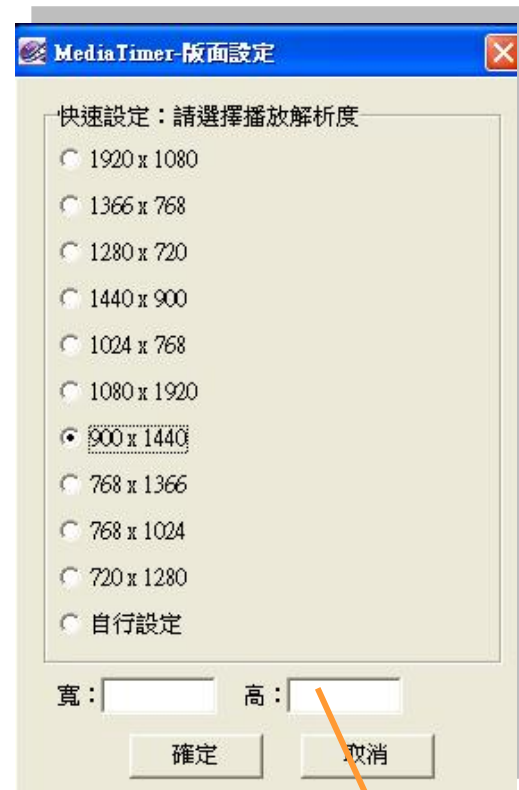 MediaTimer-版面設定
快速設定：請選擇播放解析度
1920 x 1080
1366 x 768
1280 x 720
1440 x 900
1024 x 768
1080 x 1920
900 x 1440
768 x 1366
768 x 1024
720 x 1280
自行設定
寬： 高：
確定 取消